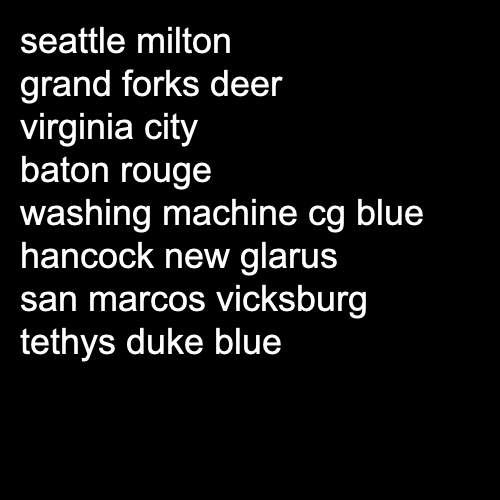 seattle milton
grand forks deer
virginia city
baton rouge
washing machine cg blue
hancock new glarus
san marcos vicksburg
tethys duke blue